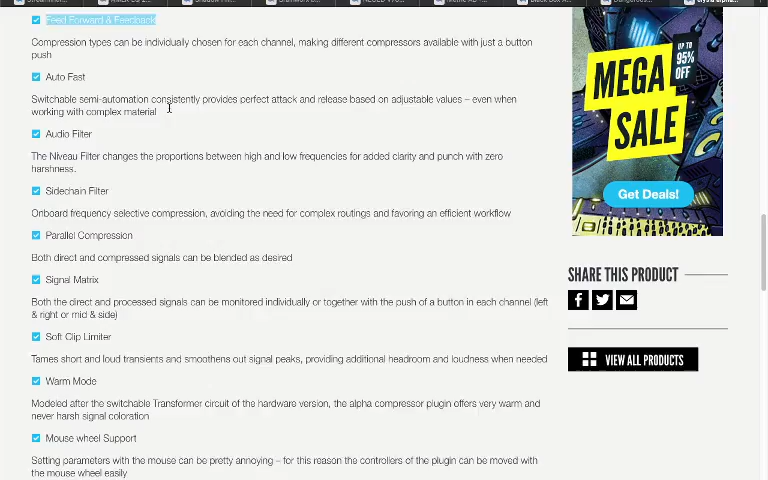 Feed Forward & Feedback
Compression types can be individually chosen for each channel, making different compressors available with just a button
push
Auto Fast
Switchable semi-automation consistently provides perfect attack and release based on adjustable values – even when
working with complex material
Audio Filter
The Niveau Filter changes the proportions between high and low frequencies for added clarity and punch with zero
harshness.
Sidechain Filter
Onboard frequency selective compression, avoiding the need for complex routings and favoring an efficient workflow
Parallel Compression
Both direct and compressed signals can be blended as desired
Signal Matrix
Both the direct and processed signals can be monitored individually or together with the push of a button in each channel (left
& right or mid & side)
Soft Clip Limiter
Tames short and loud transients and smoothens out signal peaks, providing additional headroom and loudness when needed
Warm Mode
Modeled after the switchable Transformer circuit of the hardware version, the alpha compressor plugin offers very warm and
never harsh signal coloration
Mouse wheel Support
Setting parameters with the mouse can be pretty annoying – for this reason the controllers of the plugin can be moved with
the mouse wheel easily
MEGA
SALE
UP TO
95%
OFF
Get Deals!
SHARE THIS PRODUCT
VIEW ALL PRODUCTS